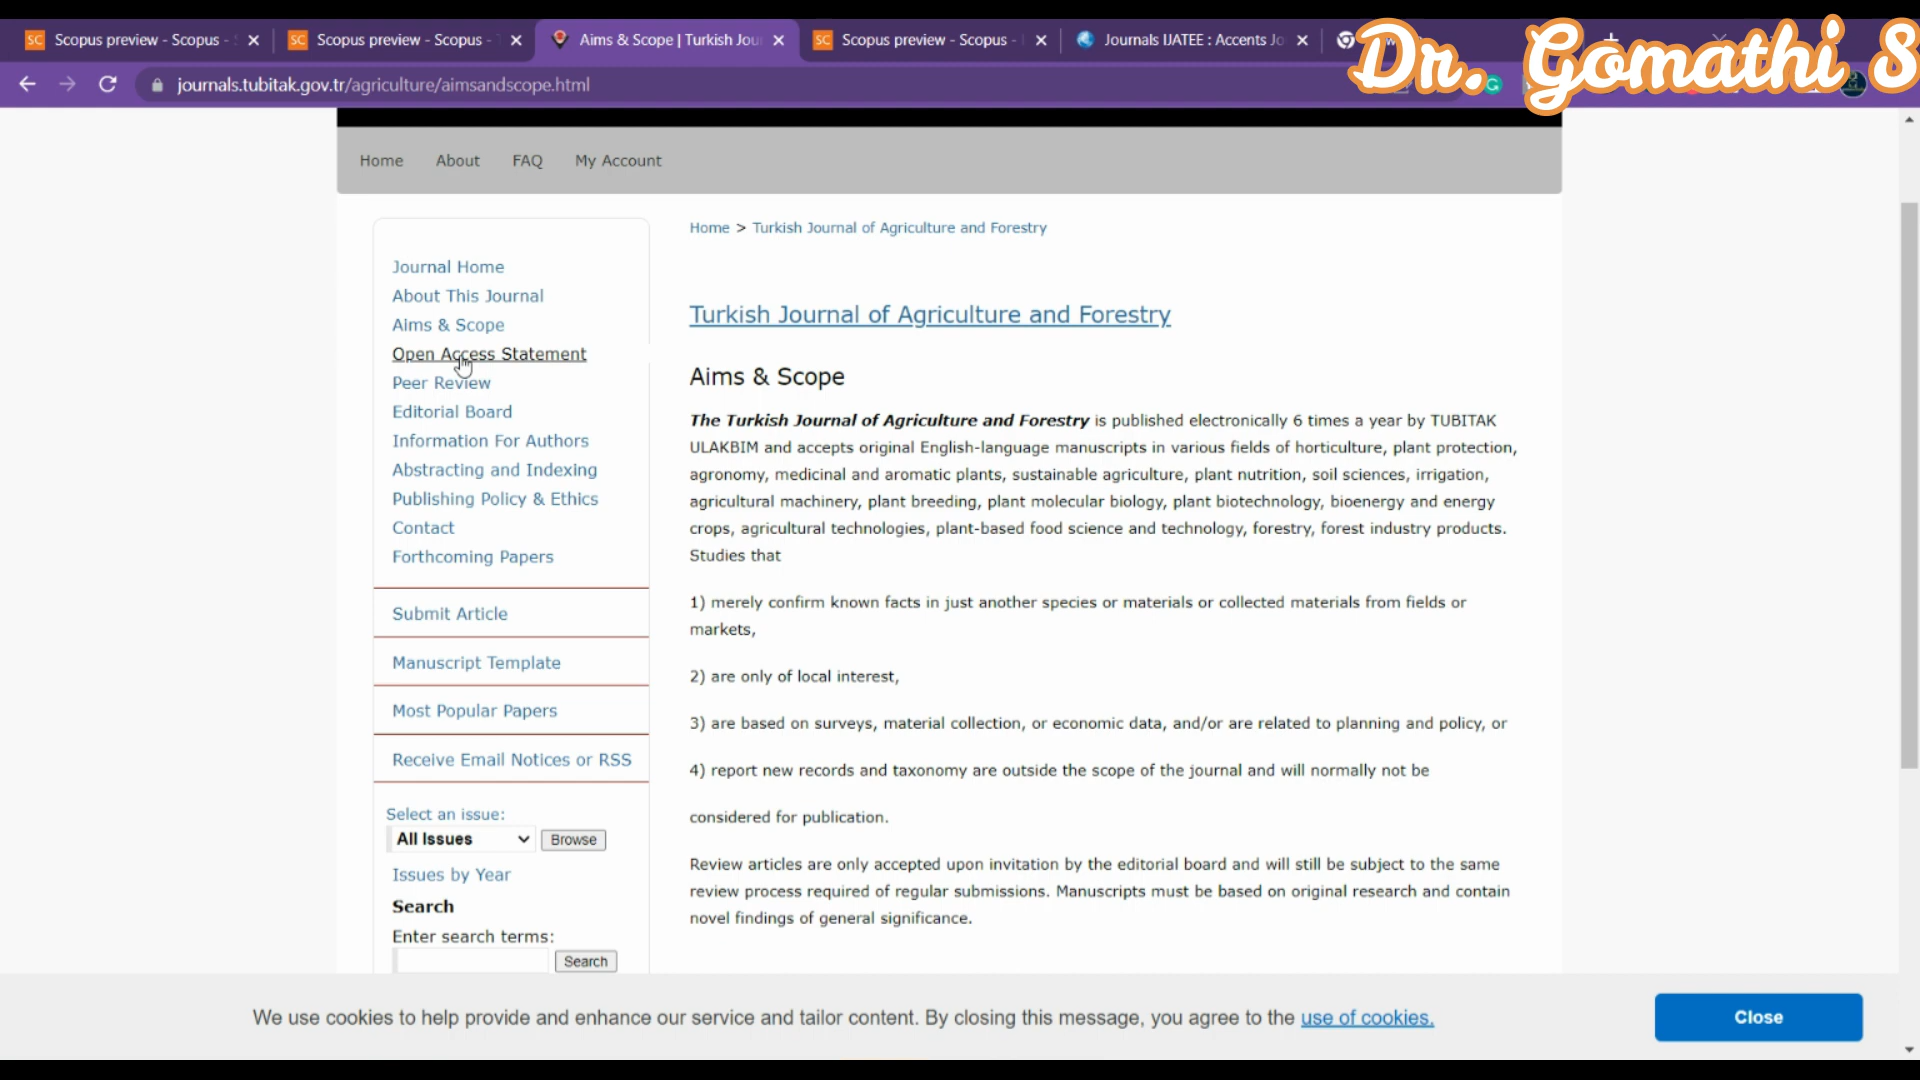 Scopus preview - Scopus -
Scopus preview - Scopus -
Aims & Scope | Turkish Jou
Scopus preview - Scopus -
Journals IJATEE : Accents Jo
Dr. Gomathi S
journals.tubitak.gov.tr/agriculture/aimsandscope.html
Home About FAQ My Account
Home > Turkish Journal of Agriculture and Forestry
Journal Home
About This Journal
Aims & Scope
Open Access Statement
Peer Review
Editorial Board
Information For Authors
Abstracting and Indexing
Publishing Policy & Ethics
Contact
Forthcoming Papers
Submit Article
Manuscript Template
Most Popular Papers
Receive Email Notices or RSS
Select an issue:
All Issues Browse
Issues by Year
Search
Enter search terms:
Search
Turkish Journal of Agriculture and Forestry
Aims & Scope
The Turkish Journal of Agriculture and Forestry is published electronically 6 times a year by TUBITAK
ULAKBIM and accepts original English-language manuscripts in various fields of horticulture, plant protection,
agronomy, medicinal and aromatic plants, sustainable agriculture, plant nutrition, soil sciences, irrigation,
agricultural machinery, plant breeding, plant molecular biology, plant biotechnology, bioenergy and energy
crops, agricultural technologies, plant-based food science and technology, forestry, forest industry products.
Studies that
1) merely confirm known facts in just another species or materials or collected materials from fields or
markets,
2) are only of local interest,
3) are based on surveys, material collection, or economic data, and/or are related to planning and policy, or
4) report new records and taxonomy are outside the scope of the journal and will normally not be
considered for publication.
Review articles are only accepted upon invitation by the editorial board and will still be subject to the same
review process required of regular submissions. Manuscripts must be based on original research and contain
novel findings of general significance.
We use cookies to help provide and enhance our service and tailor content. By closing this message, you agree to the use of cookies.
Close